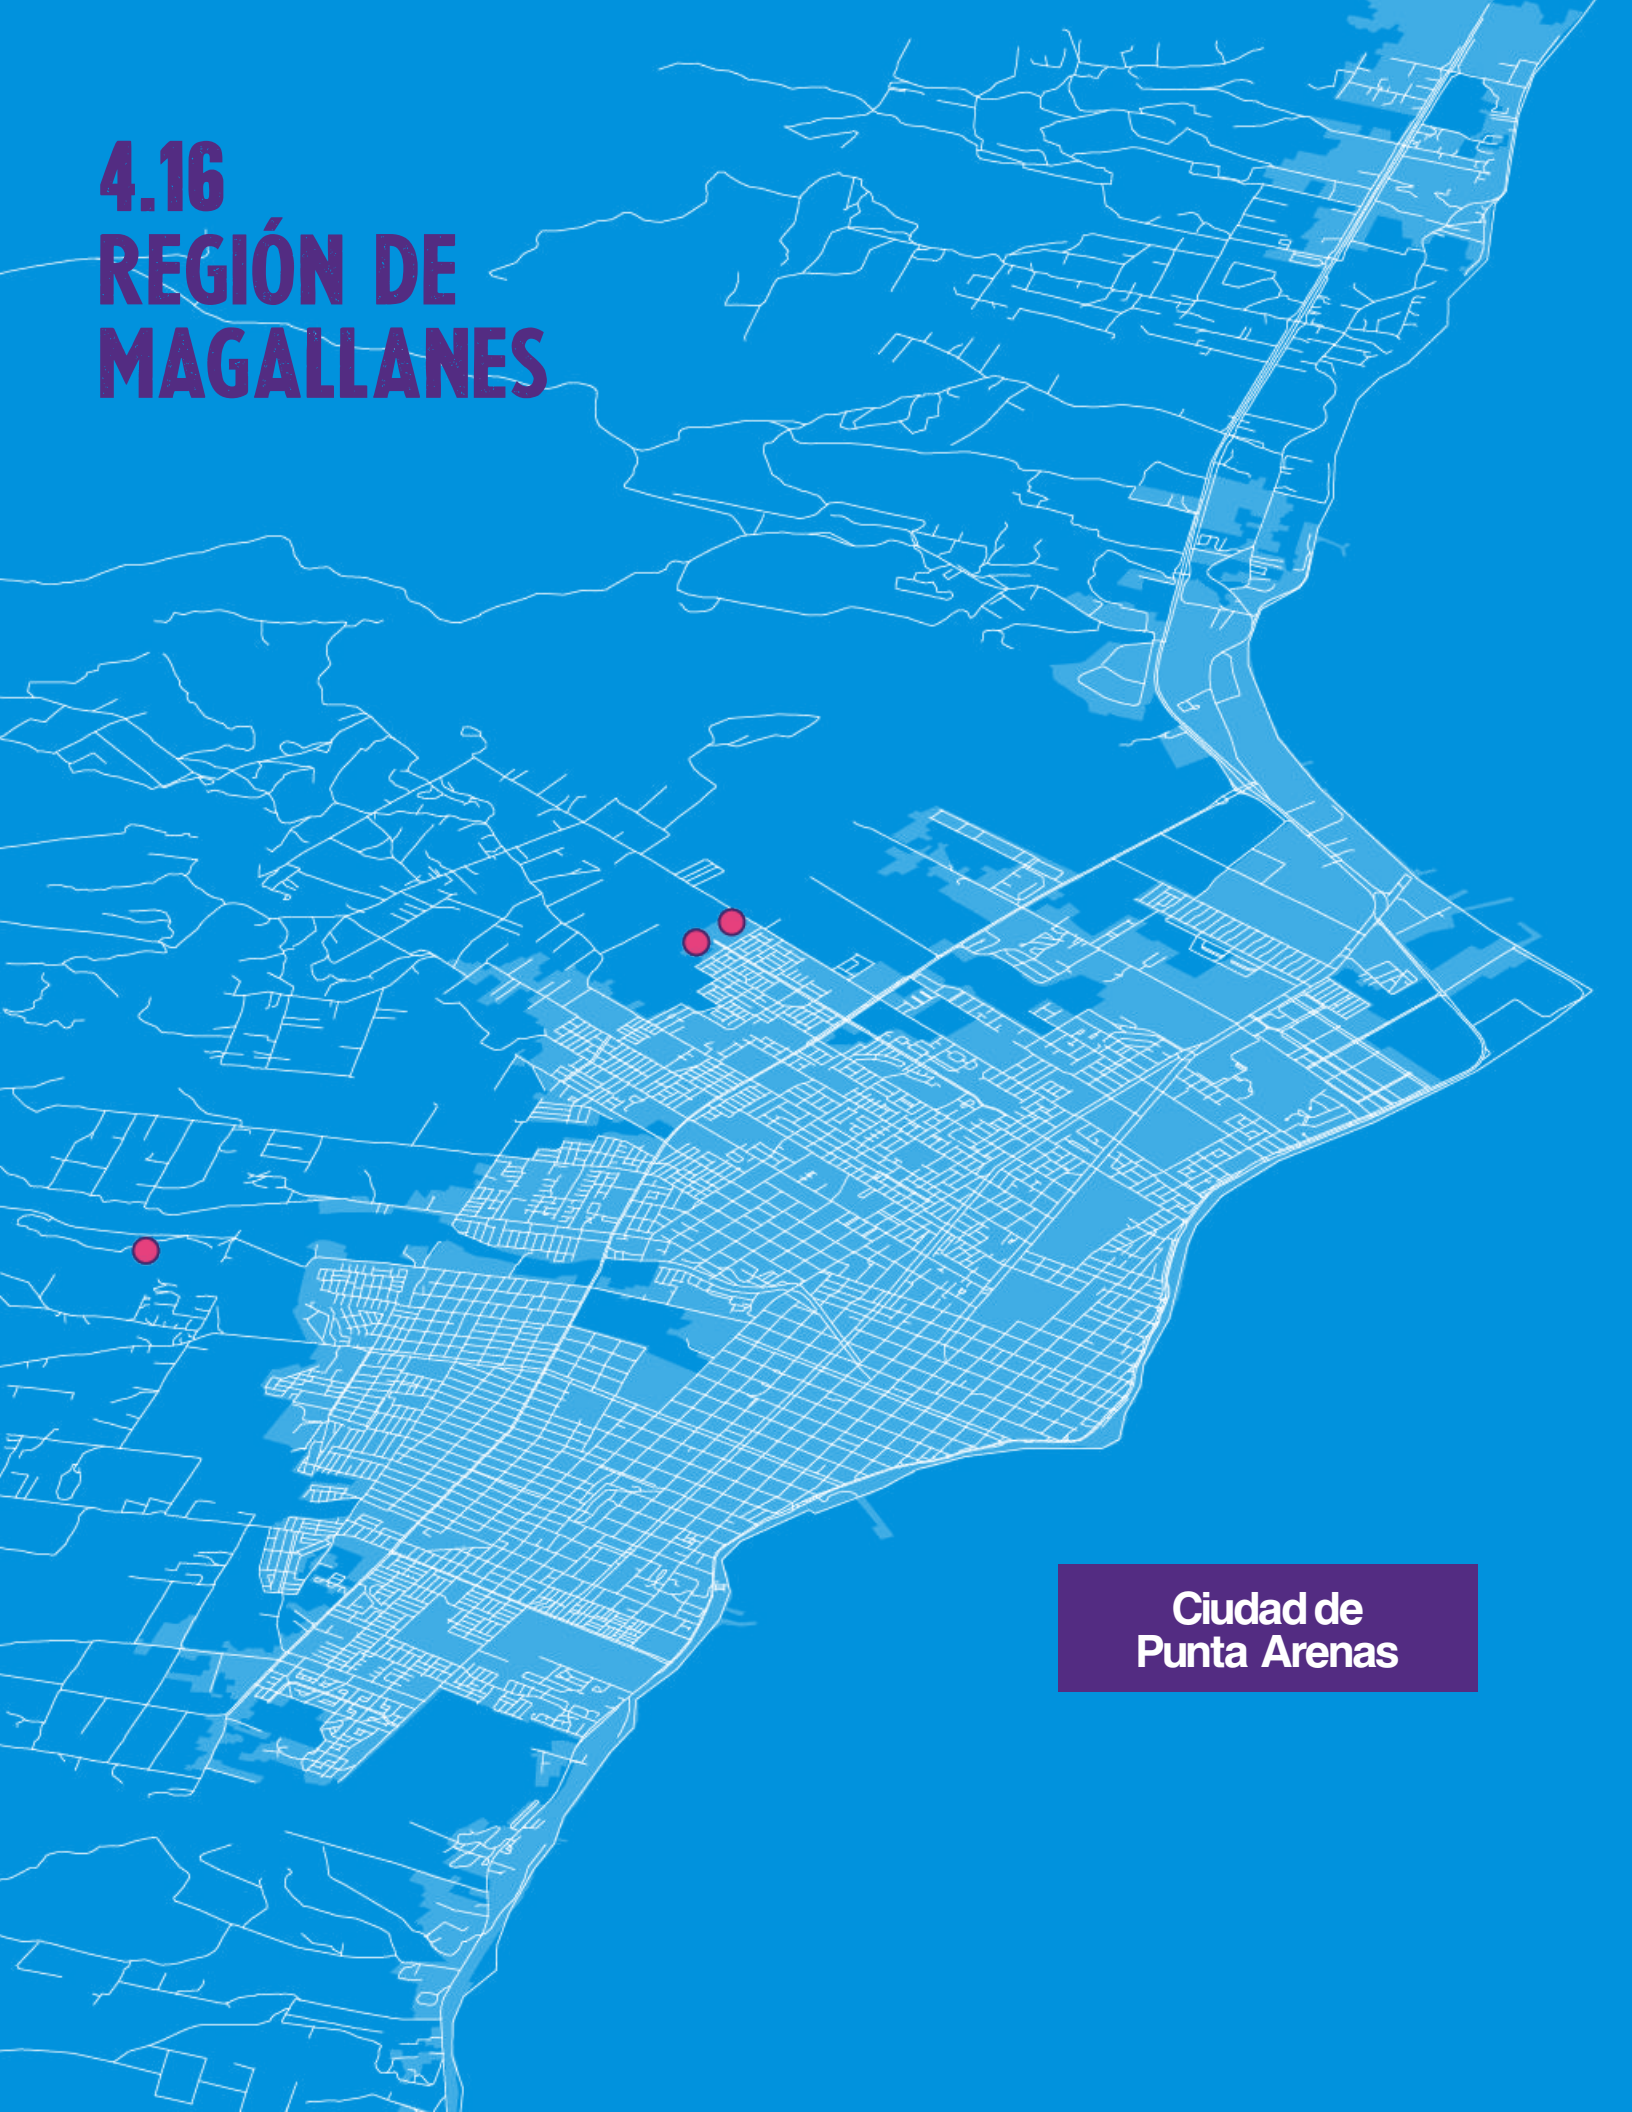 4.16
REGIÓN DE
MAGALLANES
Ciudad de
Punta Arenas